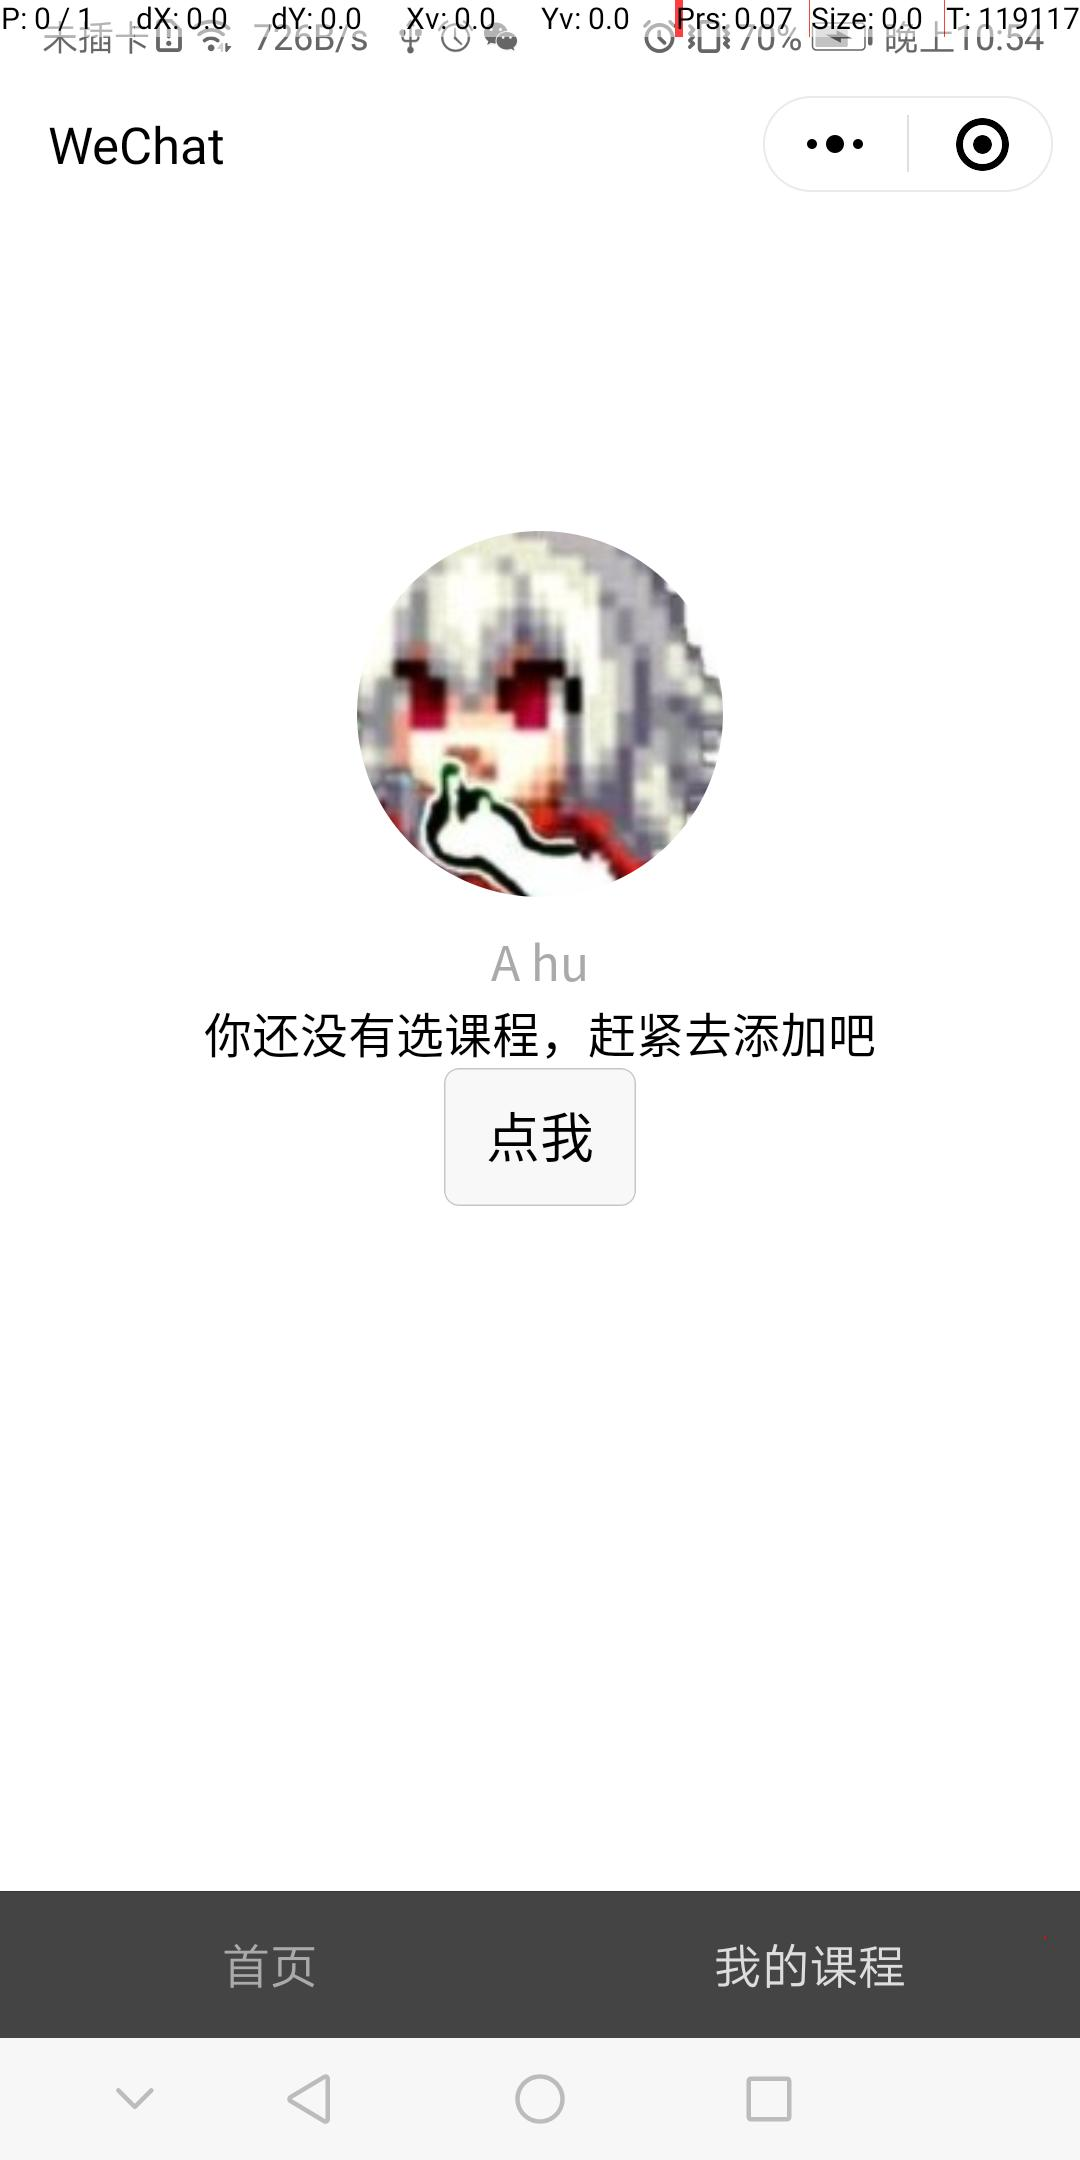 P: 0 / 1 dX: 0.0 dY: 0.0 Xv: 0.0 Yv: 0.0 Prs: 0.07 Size: 0.0 T: 119117
未插卡 726B/s 70% 晚上10:54
WeChat
A hu
你还没有选课程，赶紧去添加吧
点我
首页 我的课程